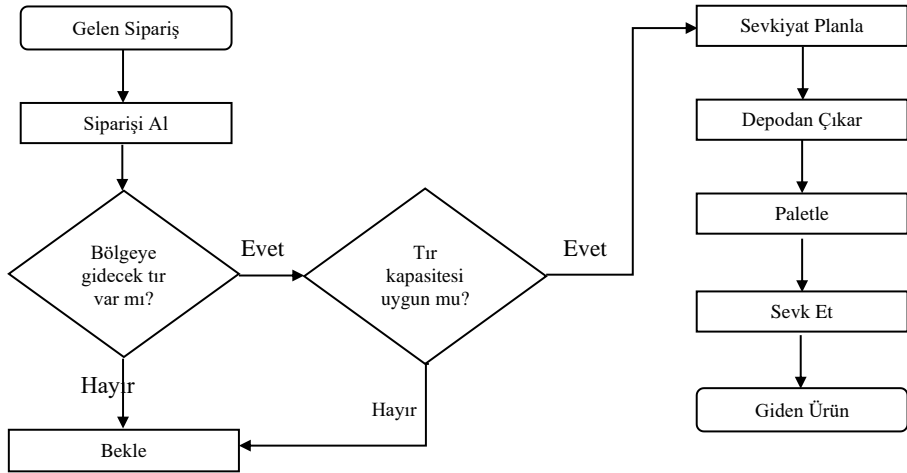 Gelen Sipariş
Siparişi Al
Bölgeye
gidecek tır
var mı?
Evet
Hayır
Bekle
Tır
kapasitesi
uygun mu?
Evet
Hayır
Sevkiyat Planla
Depodan Çıkar
Paletle
Sevk Et
Giden Ürün